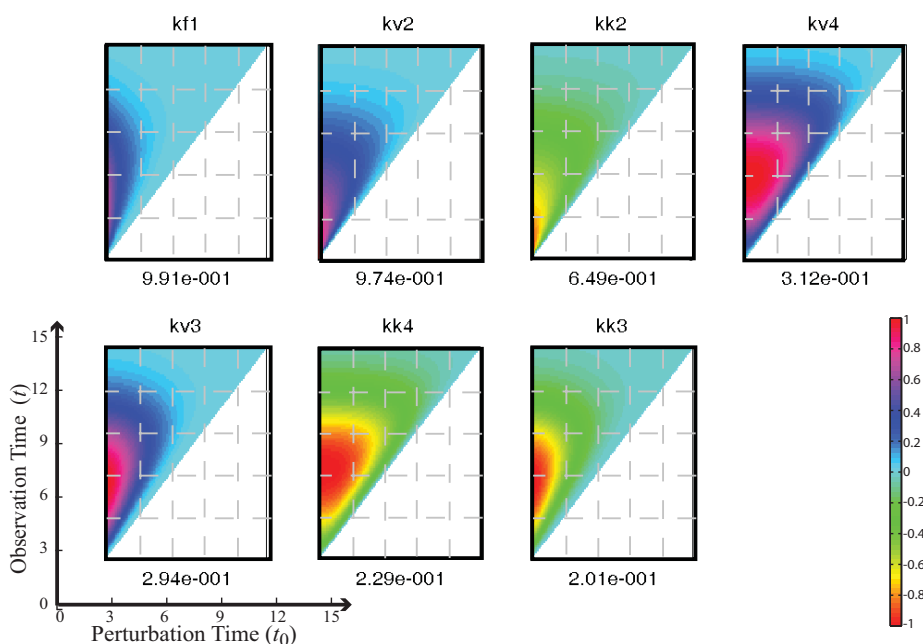 kf1 kv2 kk2 kv4
9.91e-001 9.74e-001 6.49e-001 3.12e-001
kv3 kk4 kk3
2.94e-001 2.29e-001 2.01e-001
Observation Time (t)
15
12
9
6
3
0
0 3 6 9 12 15
Perturbation Time (t0)
1
0.8
0.6
0.4
0.2
0
-0.2
-0.4
-0.6
-0.8
-1